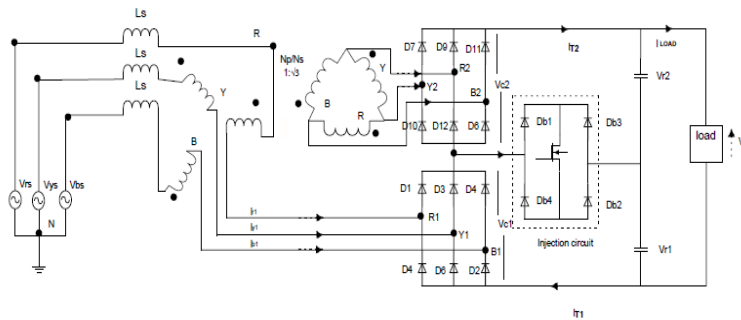 Ls
R
Ls
Np/Ns
1:√3
Ls
Y
Y
B
R
B
Vrs
Vys
Vbs
N
D7
D9
D11
R2
Y2
B2
D10
D12
D6
IT2
I LOAD
Vc2
Vr2
Db1
Db3
Db4
Db2
Injection circuit
load
V
D1
D3
D4
R1
Y1
B1
Vc1
Vr1
D4
D6
D2
IT1